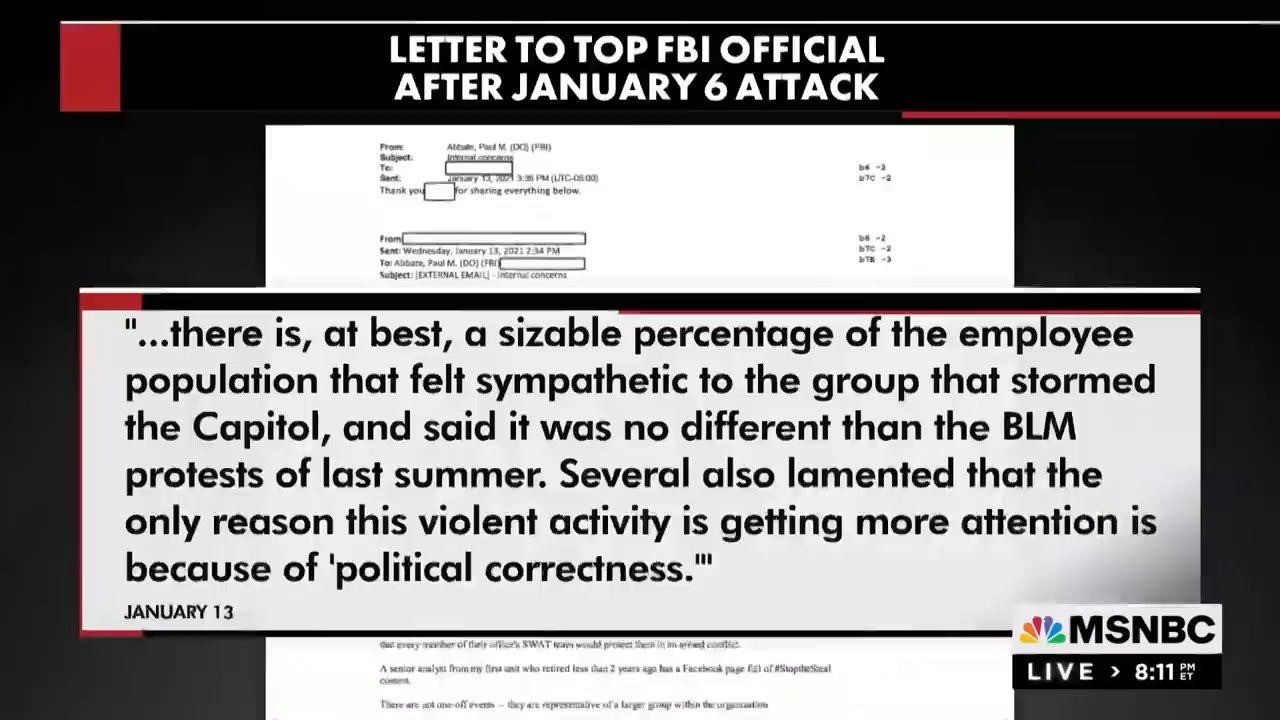 LETTER TO TOP FBI OFFICIAL
AFTER JANUARY 6 ATTACK
From: Abbate, Paul M. (DO) (FBI)
Subject: Internal concerns
To:
Sent: January 13, 2021 3:36 PM (UTC-05:00)
b6 -2
b7C -2
Thank you for sharing everything below.
From
Sent: Wednesday, January 13, 2021 2:34 PM
To: Abbate, Paul M. (DO) (FBI)
Subject: [EXTERNAL EMAIL] - Internal concerns
b6 -2
b7C -2
b7E -3
"...there is, at best, a sizable percentage of the employee
population that felt sympathetic to the group that stormed
the Capitol, and said it was no different than the BLM
protests of last summer. Several also lamented that the
only reason this violent activity is getting more attention is
because of 'political correctness.'"
JANUARY 13
that every member of their office's SWAT team would protect them in an armed conflict.
A senior analyst from my first unit who retired less than 2 years ago has a Facebook page full of #StoptheSteal
content.
There are not one-off events – they are representative of a larger group within the organization
MSNBC
LIVE > 8:11 PM ET